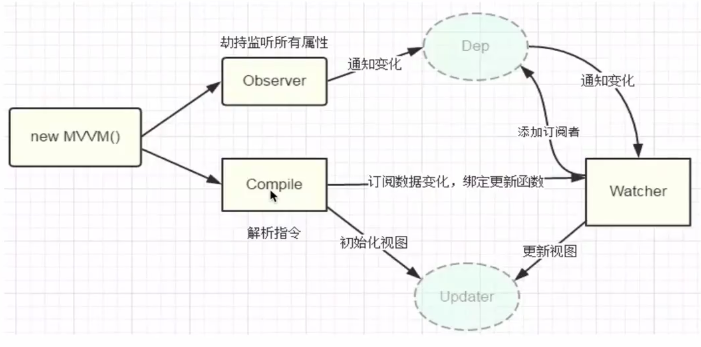 劫持监听所有属性
Dep
Observer
通知变化
通知变化
new MVVM()
添加订阅者
Compile
订阅数据变化，绑定更新函数
Watcher
解析指令
初始化视图
更新视图
Updater